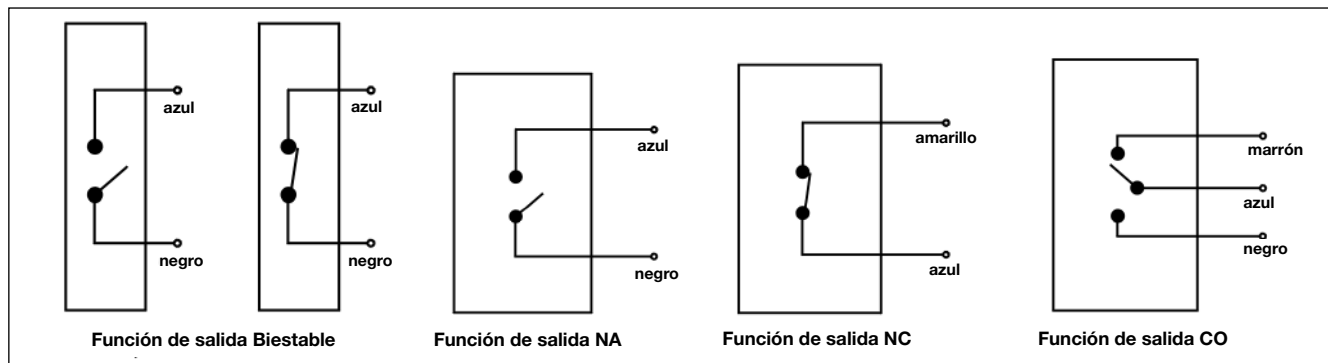 azul
negro
azul
negro
Función de salida Biestable
azul
negro
Función de salida NA
amarillo
azul
Función de salida NC
marrón
azul
negro
Función de salida CO